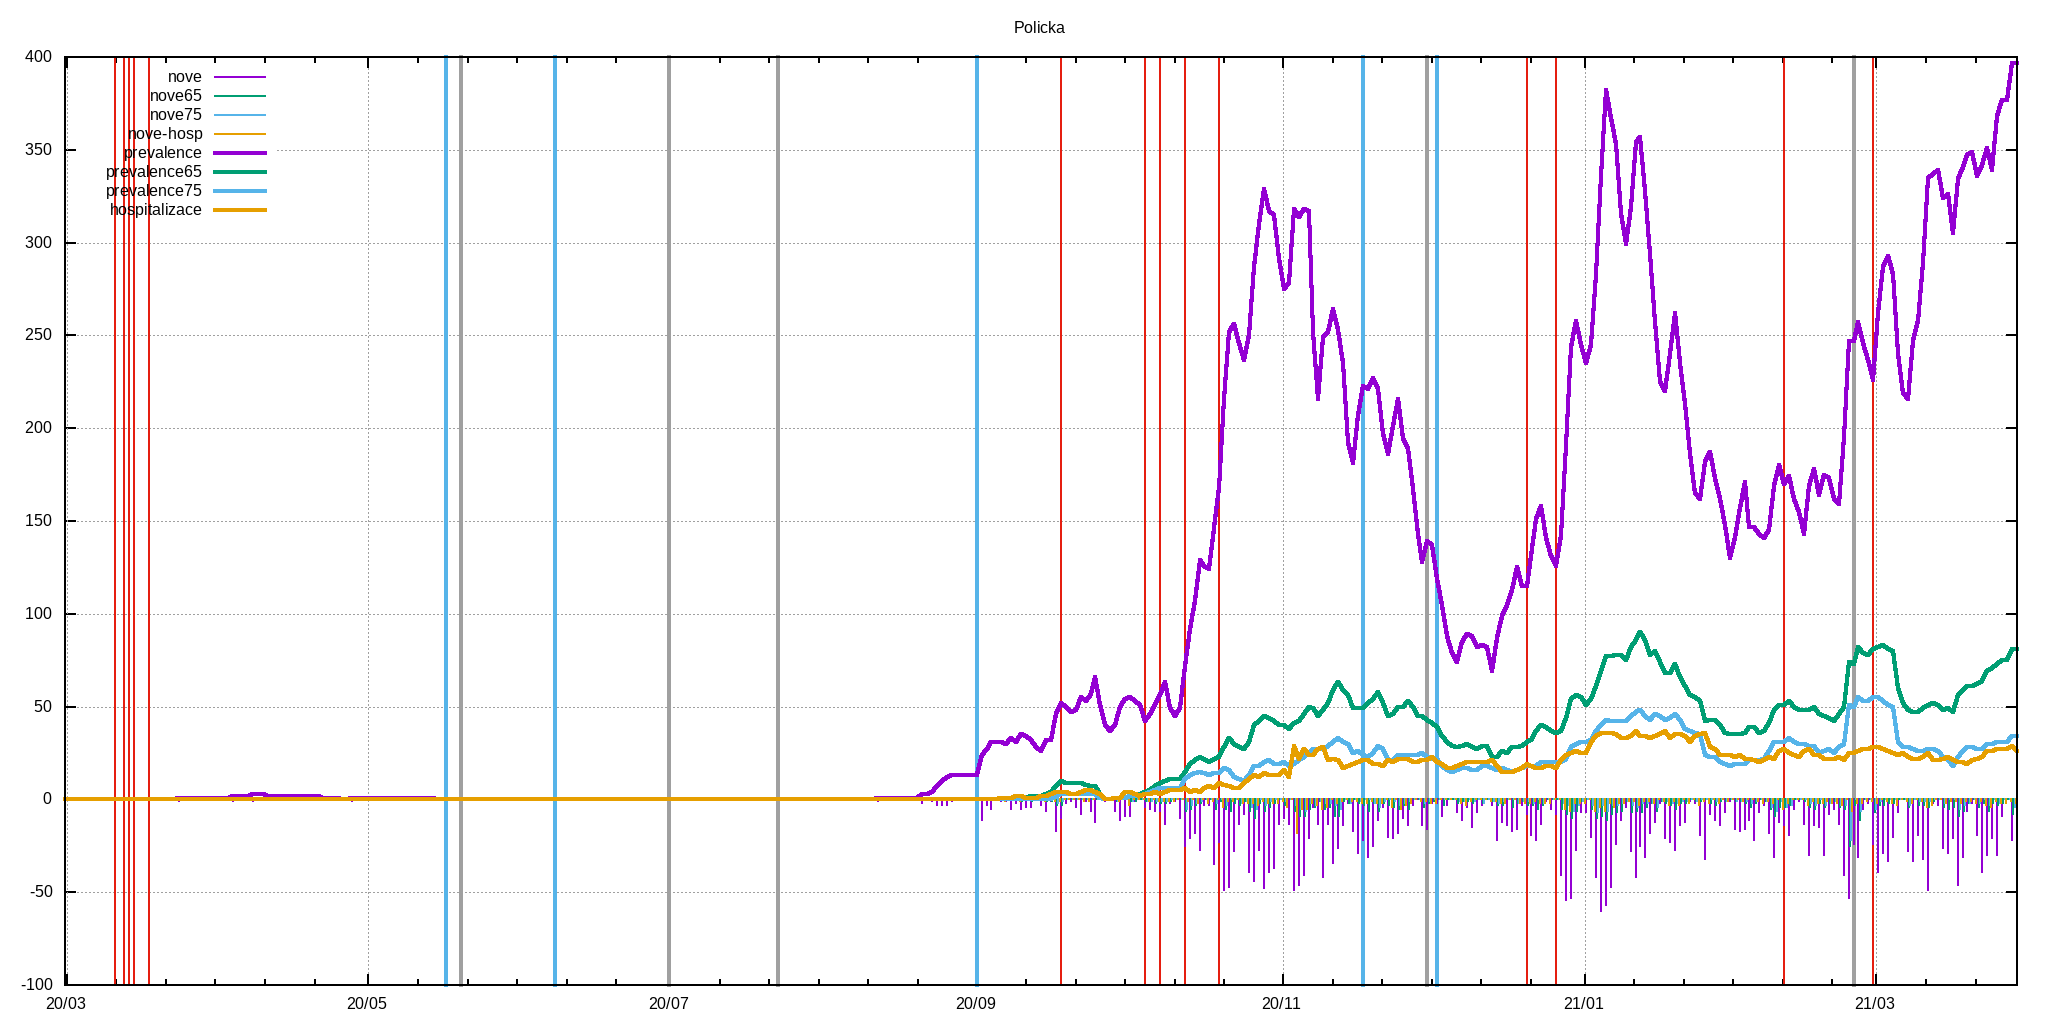 Policka
400
350
300
250
200
150
100
50
0
-50
-100
nove
nove65
nove75
nove-hosp
prevalence
prevalence65
prevalence75
hospitalizace
20/03 20/05 20/07 20/09 20/11 21/01 21/03